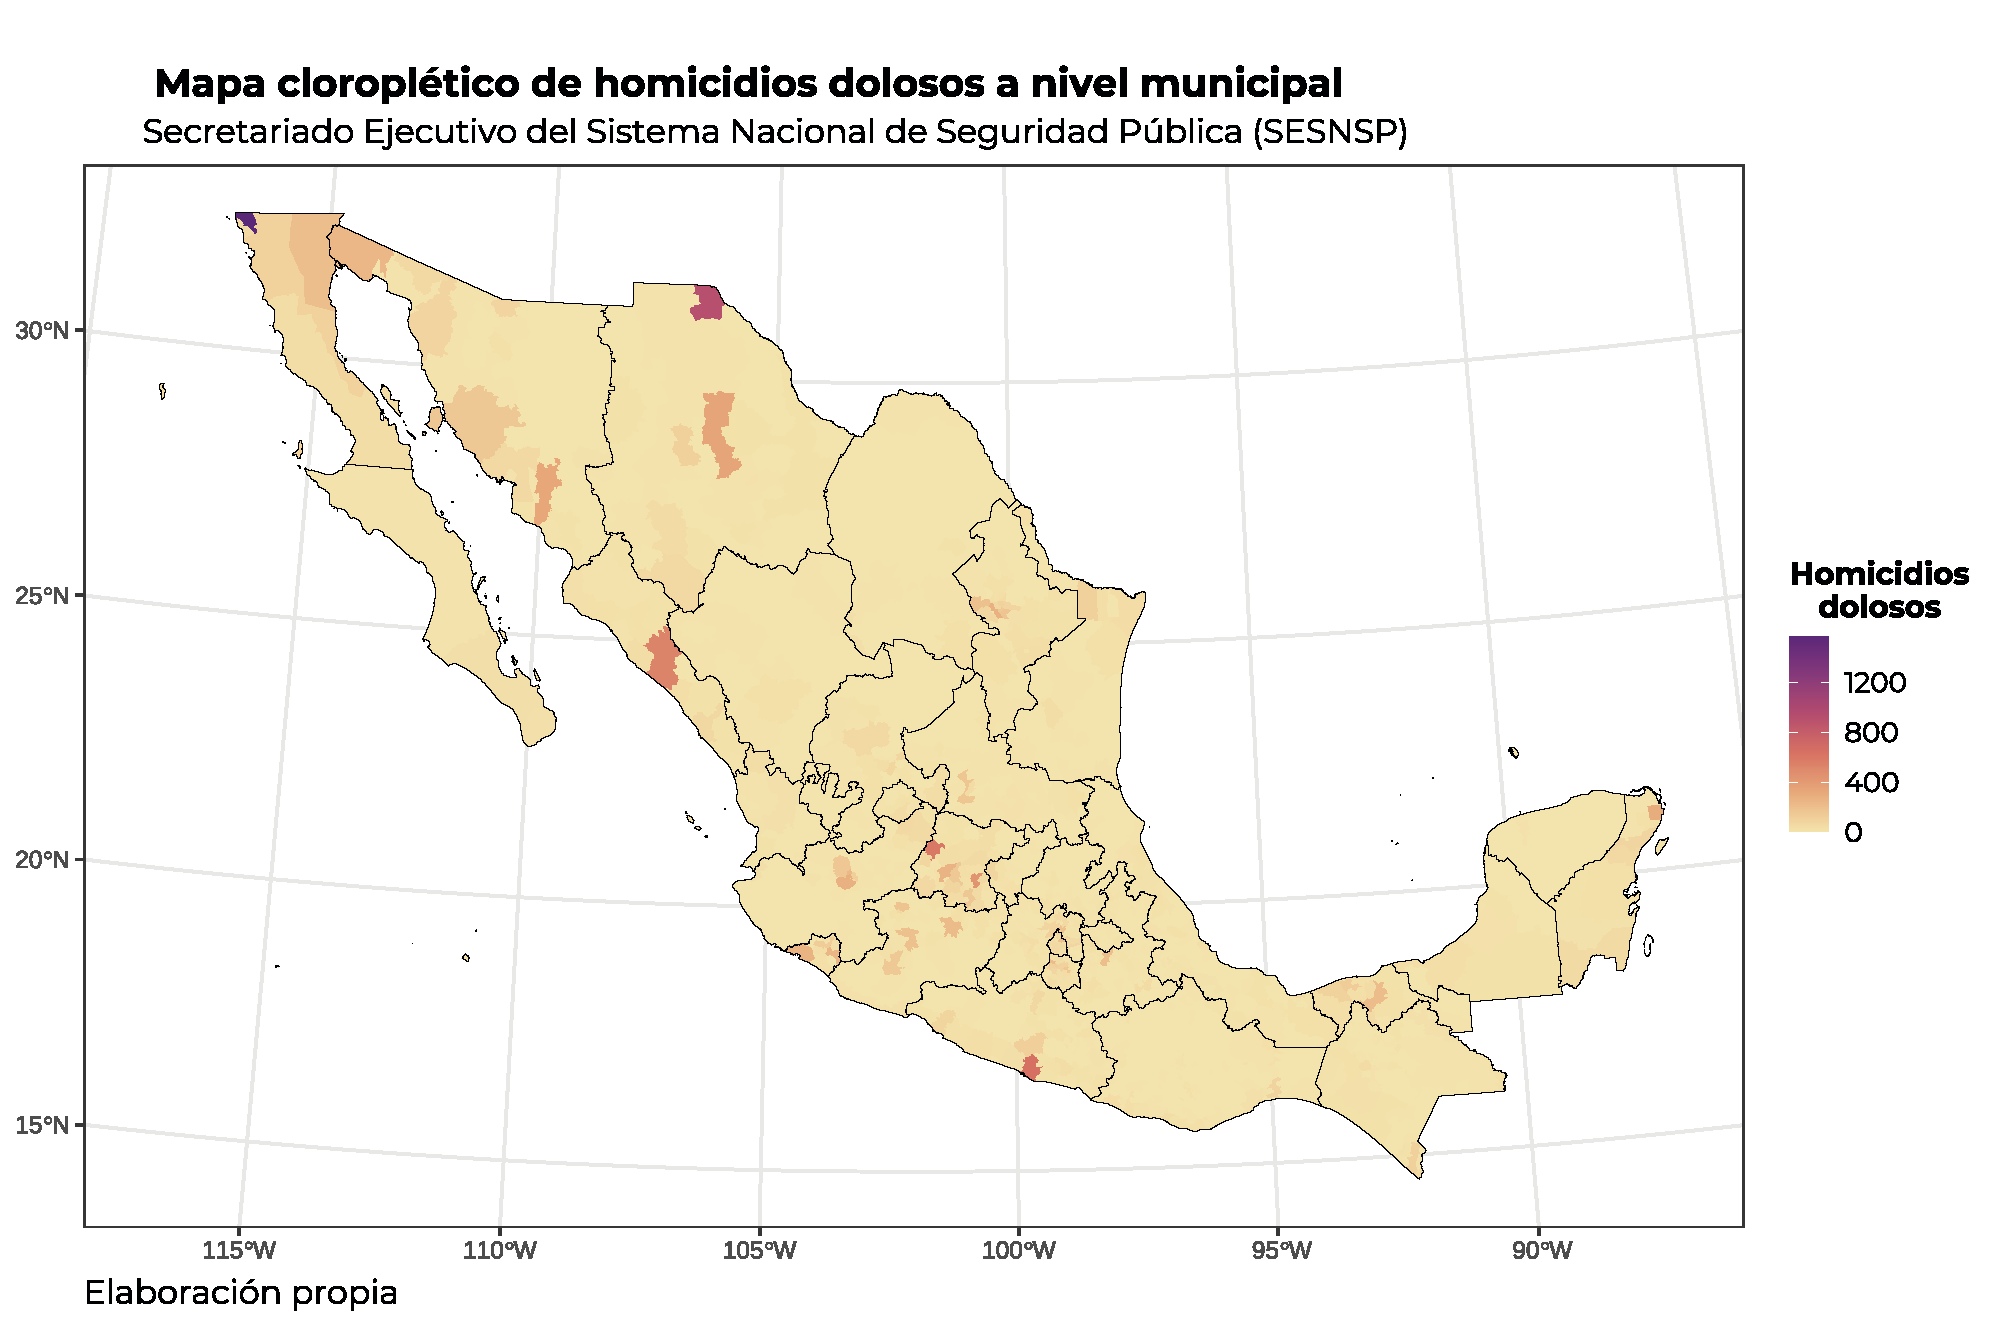 Mapa cloroplético de homicidios dolosos a nivel municipal
Secretariado Ejecutivo del Sistema Nacional de Seguridad Pública (SESNSP)
30°N
25°N
20°N
15°N
115°W
110°W
105°W
100°W
95°W
90°W
Homicidios
dolosos
1200
800
400
0
Elaboración propia